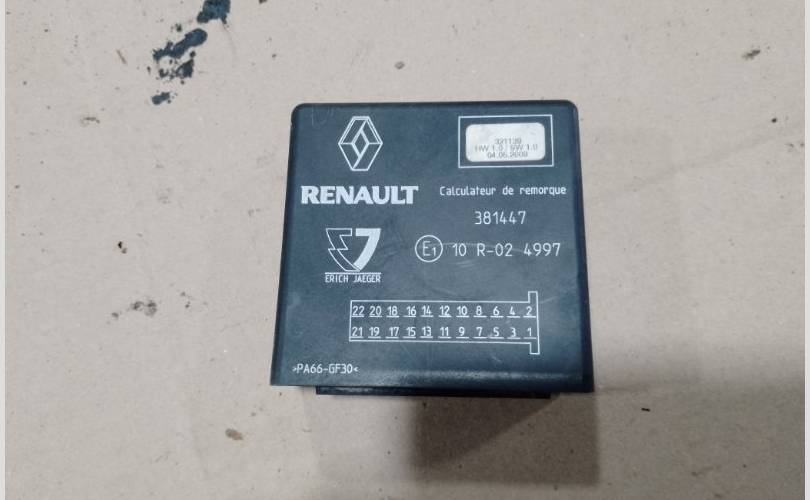 321139
HW 1.0 / SW 1.0
04.05.2009
RENAULT
Calculateur de remorque
381447
E1 10 R-02 4997
ERICH JAEGER
22 20 18 16 14 12 10 8 6 4 2
21 19 17 15 13 11 9 7 5 3 1
>PA66-GF30<